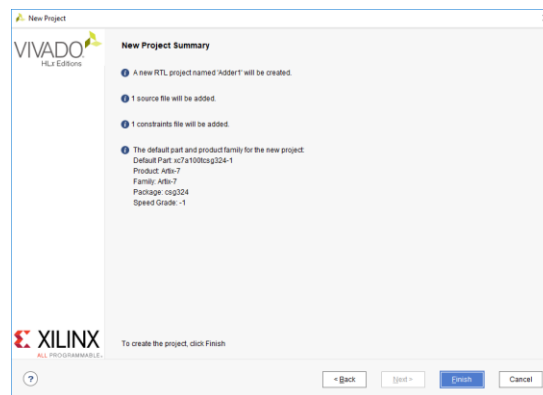 New Project
VIVADO
HLx Editions
New Project Summary
A new RTL project named 'Adder1' will be created.
1 source file will be added.
1 constraints file will be added.
The default part and product family for the new project:
Default Part: xc7a100tcsg324-1
Product: Artix-7
Family: Artix-7
Package: csg324
Speed Grade: -1
XILINX
ALL PROGRAMMABLE.
To create the project, click Finish
?
< Back
Next >
Finish
Cancel